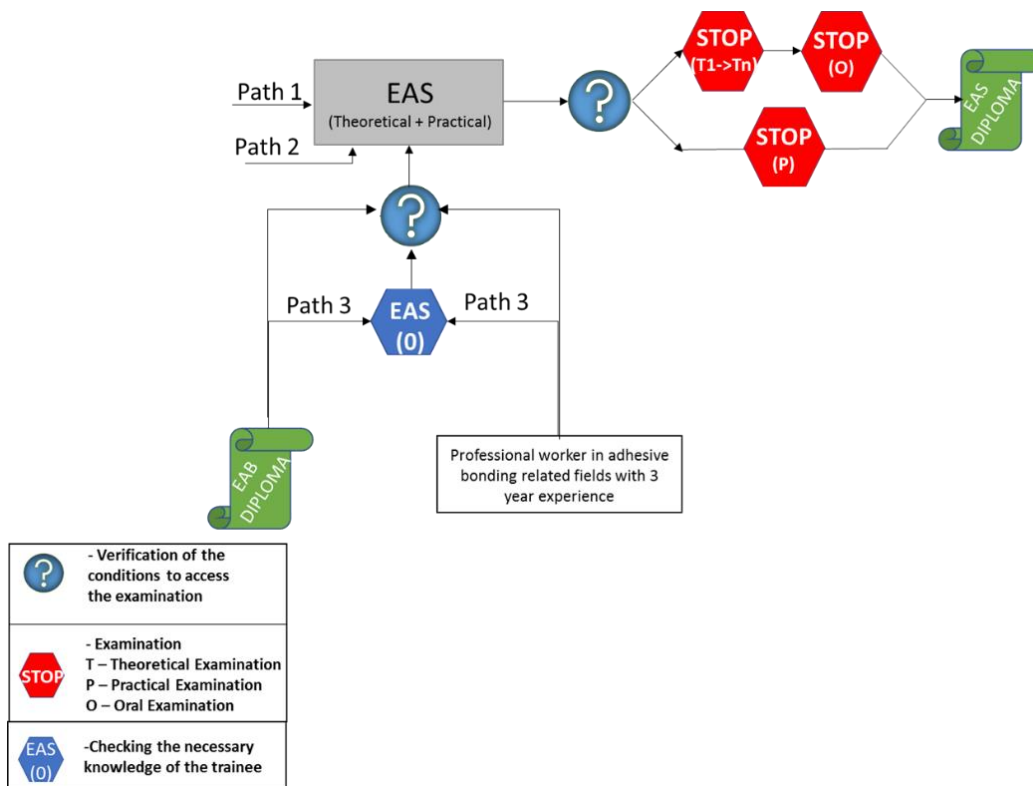 STOP
(T1->Tn)
STOP
(O)
Path 1
EAS
(Theoretical + Practical)
?
EAS
DIPLOMA
Path 2
STOP
(P)
?
Path 3
EAS
(0)
Path 3
EAB
DIPLOMA
Professional worker in adhesive
bonding related fields with 3
year experience
?
- Verification of the
conditions to access
the examination
STOP
- Examination
T – Theoretical Examination
P – Practical Examination
O – Oral Examination
EAS
(0)
-Checking the necessary
knowledge of the trainee